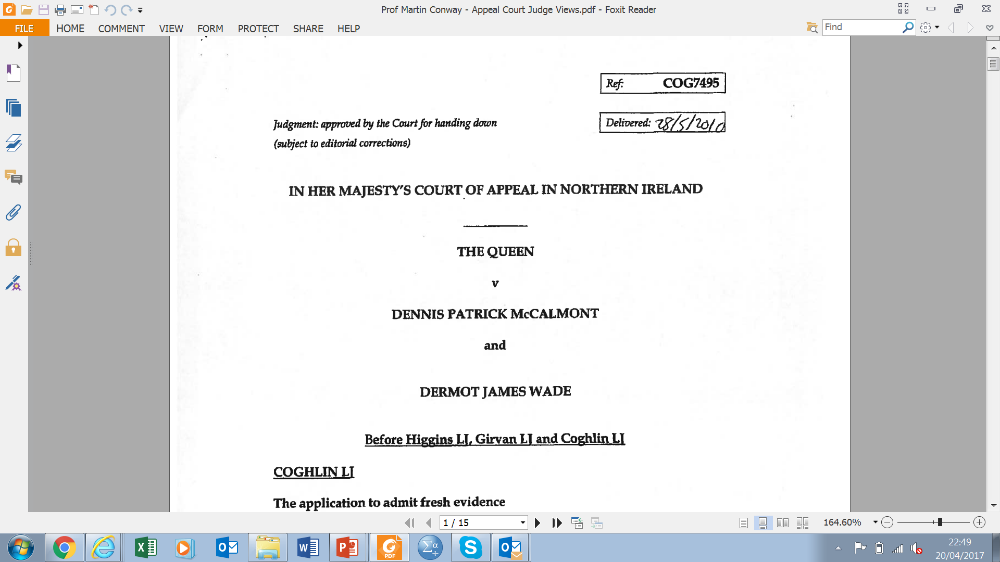 Prof Martin Conway - Appeal Court Judge Views.pdf - Foxit Reader
FILE HOME COMMENT VIEW FORM PROTECT SHARE HELP
Find
Ref: COG7495
Judgment: approved by the Court for handing down
Delivered: 28/5/2010
(subject to editorial corrections)
IN HER MAJESTY'S COURT OF APPEAL IN NORTHERN IRELAND
THE QUEEN
v
DENNIS PATRICK McCALMONT
and
DERMOT JAMES WADE
Before Higgins LJ, Girvan LJ and Coghlin LJ
COGHLIN LJ
The application to admit fresh evidence
1 / 15
164.60%
PDF
22:49
20/04/2017